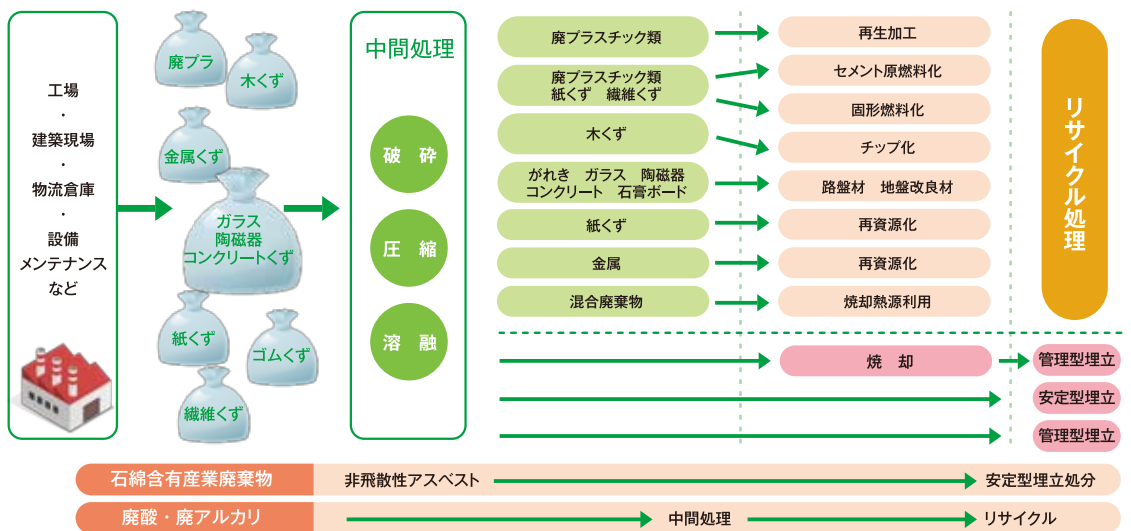 工場
・
建築現場
・
物流倉庫
・
設備
メンテナンス
など
廃プラ
木くず
金属くず
ガラス
陶磁器
コンクリートくず
紙くず
ゴムくず
繊維くず
中間処理
破 砕
圧 縮
溶 融
廃プラスチック類
再生加工
廃プラスチック類
紙くず 繊維くず
セメント原燃料化
固形燃料化
木くず
チップ化
がれき ガラス 陶磁器
コンクリート 石膏ボード
路盤材 地盤改良材
紙くず
再資源化
金属
再資源化
混合廃棄物
焼却熱源利用
リサイクル処理
焼 却
管理型埋立
安定型埋立
管理型埋立
石綿含有産業廃棄物
非飛散性アスベスト
安定型埋立処分
廃酸・廃アルカリ
中間処理
リサイクル